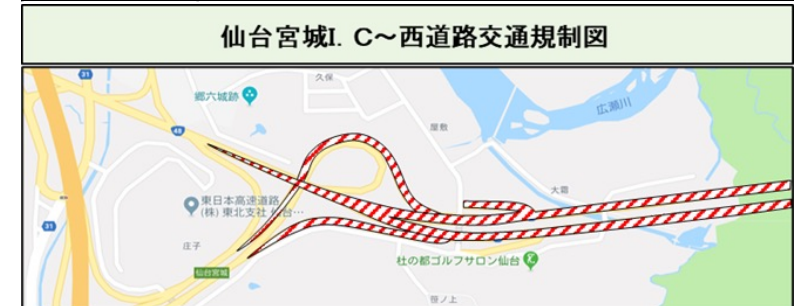 仙台宮城I. C～西道路交通規制図
31
久保
郷六城跡
広瀬川
48
屋敷
大霜
東日本高速道路
(株) 東北支社 仙台…
31
庄子
杜の都ゴルフサロン仙台
仙台宮城
笹ノ上